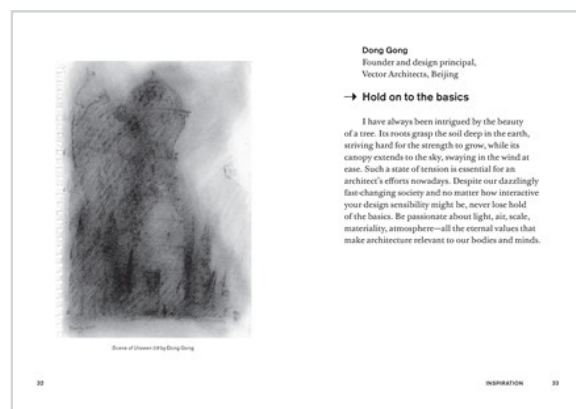 Dong Gong
Founder and design principal,
Vector Architects, Beijing
→ Hold on to the basics
I have always been intrigued by the beauty
of a tree. Its roots grasp the soil deep in the earth,
striving hard for the strength to grow, while its
canopy extends to the sky, swaying in the wind at
ease. Such a state of tension is essential for an
architect's efforts nowadays. Despite our dazzlingly
fast-changing society and no matter how interactive
your design sensibility might be, never lose hold
of the basics. Be passionate about light, air, scale,
materiality, atmosphere—all the eternal values that
make architecture relevant to our bodies and minds.
Scene of by Dong Gong
32
INSPIRATION 33